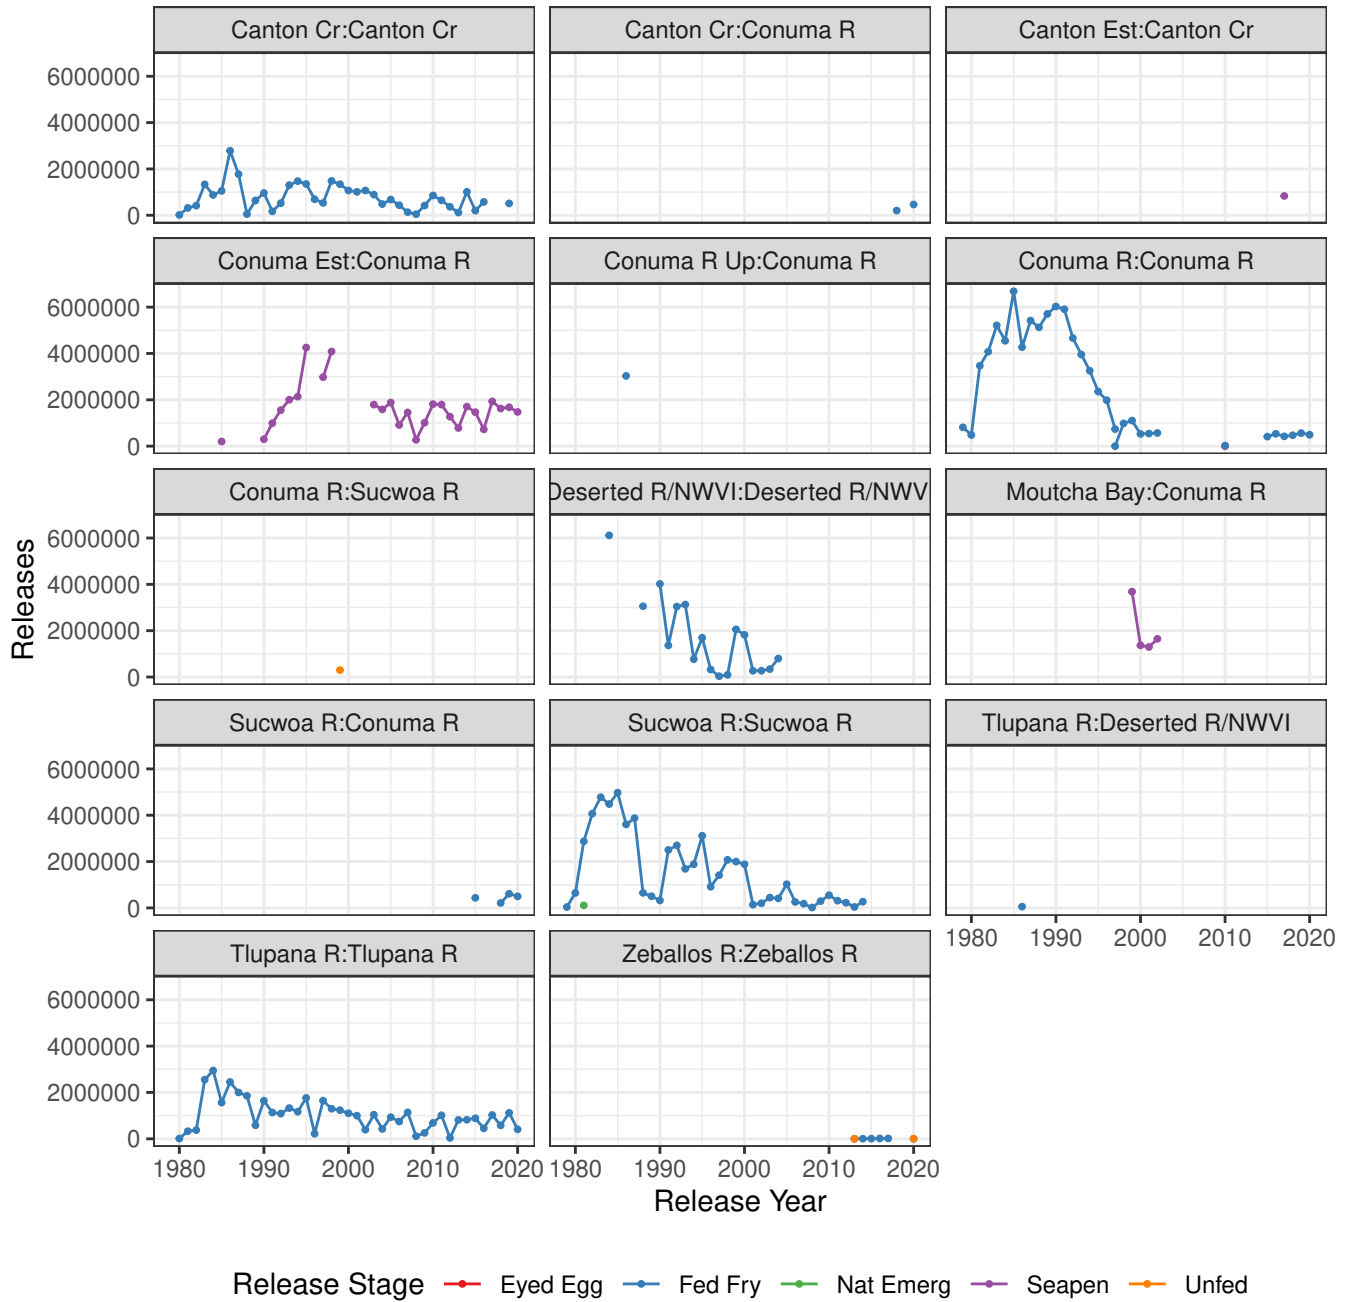 Canton Cr:Canton Cr
Canton Cr:Conuma R
Canton Est:Canton Cr
6000000
4000000
2000000
0
Conuma Est:Conuma R
Conuma R Up:Conuma R
Conuma R:Conuma R
6000000
4000000
2000000
0
Conuma R:Sucwoa R
Deserted R/NWVI:Deserted R/NWV
Moutcha Bay:Conuma R
6000000
4000000
2000000
0
Releases
Sucwoa R:Conuma R
Sucwoa R:Sucwoa R
Tlupana R:Deserted R/NWVI
6000000
4000000
2000000
0
1980 1990 2000 2010 2020
Tlupana R:Tlupana R
Zeballos R:Zeballos R
6000000
4000000
2000000
0
1980 1990 2000 2010 2020 1980 1990 2000 2010 2020
Release Year
Release Stage Eyed Egg Fed Fry Nat Emerg Seapen Unfed